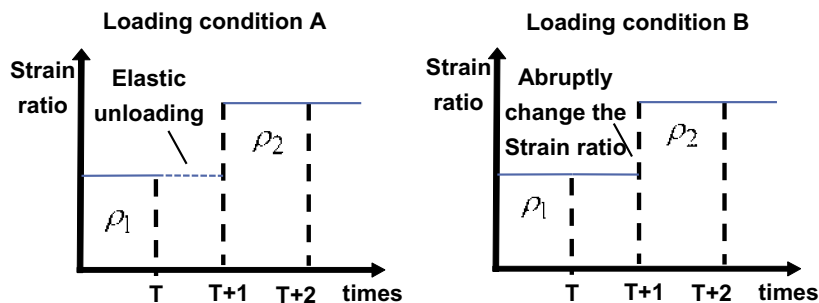 Loading condition A
Strain
ratio
Elastic
unloading
ρ1
ρ2
T
T+1
T+2
times
Loading condition B
Strain
ratio
Abruptly
change the
Strain ratio
ρ1
ρ2
T
T+1
T+2
times